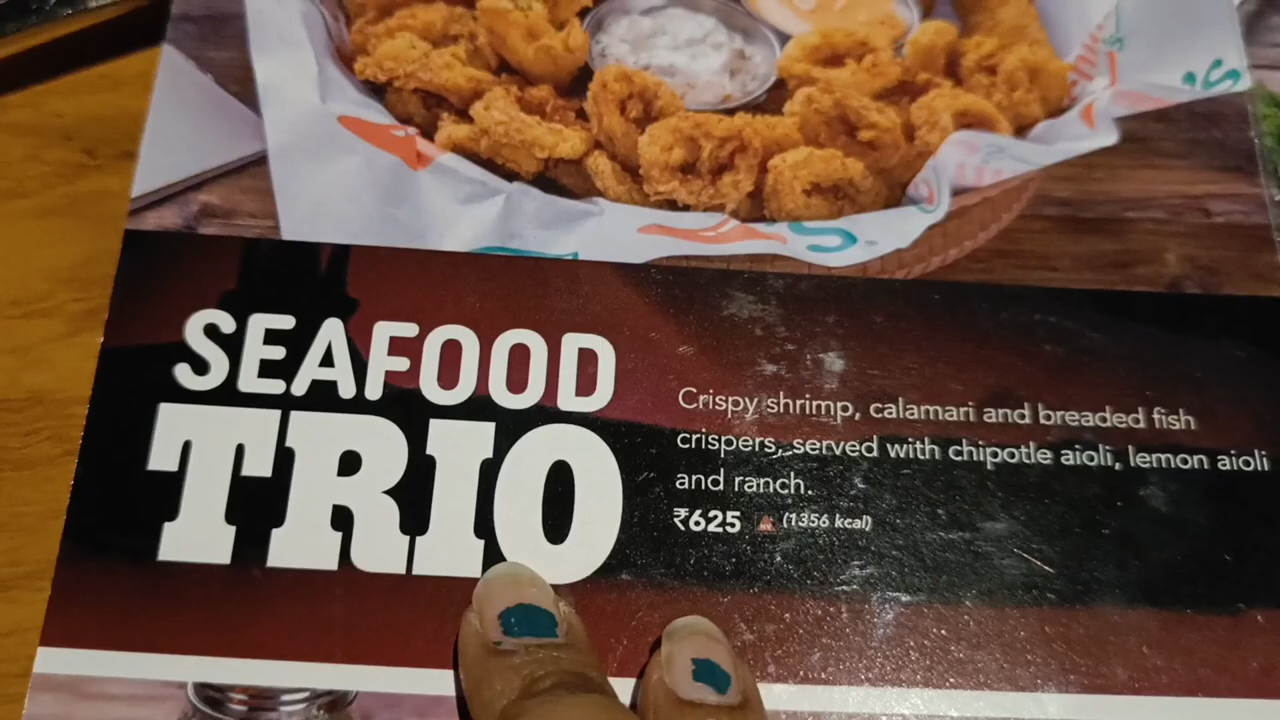 SEAFOOD
TRIO
Crispy shrimp, calamari and breaded fish
crispers, served with chipotle aioli, lemon aioli
and ranch.
₹625 (1356 kcal)